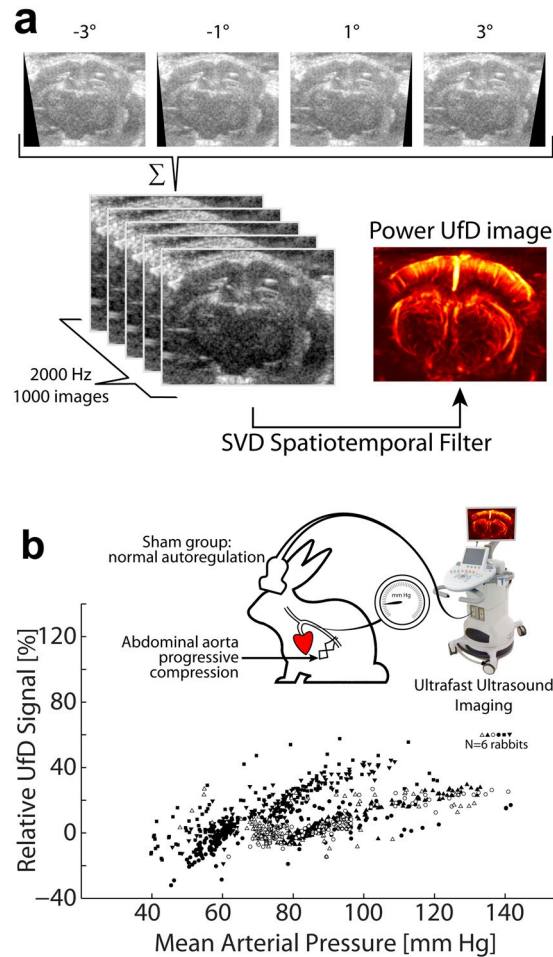 a
-3°
-1°
1°
3°
Σ
Power UfD image
2000 Hz
1000 images
SVD Spatiotemporal Filter
b
Sham group:
normal autoregulation
mm Hg
Abdominal aorta
progressive
compression
Ultrafast Ultrasound
Imaging
N=6 rabbits
Relative UfD Signal [%]
120
80
40
0
−40
40
60
80
100
120
140
Mean Arterial Pressure [mm Hg]